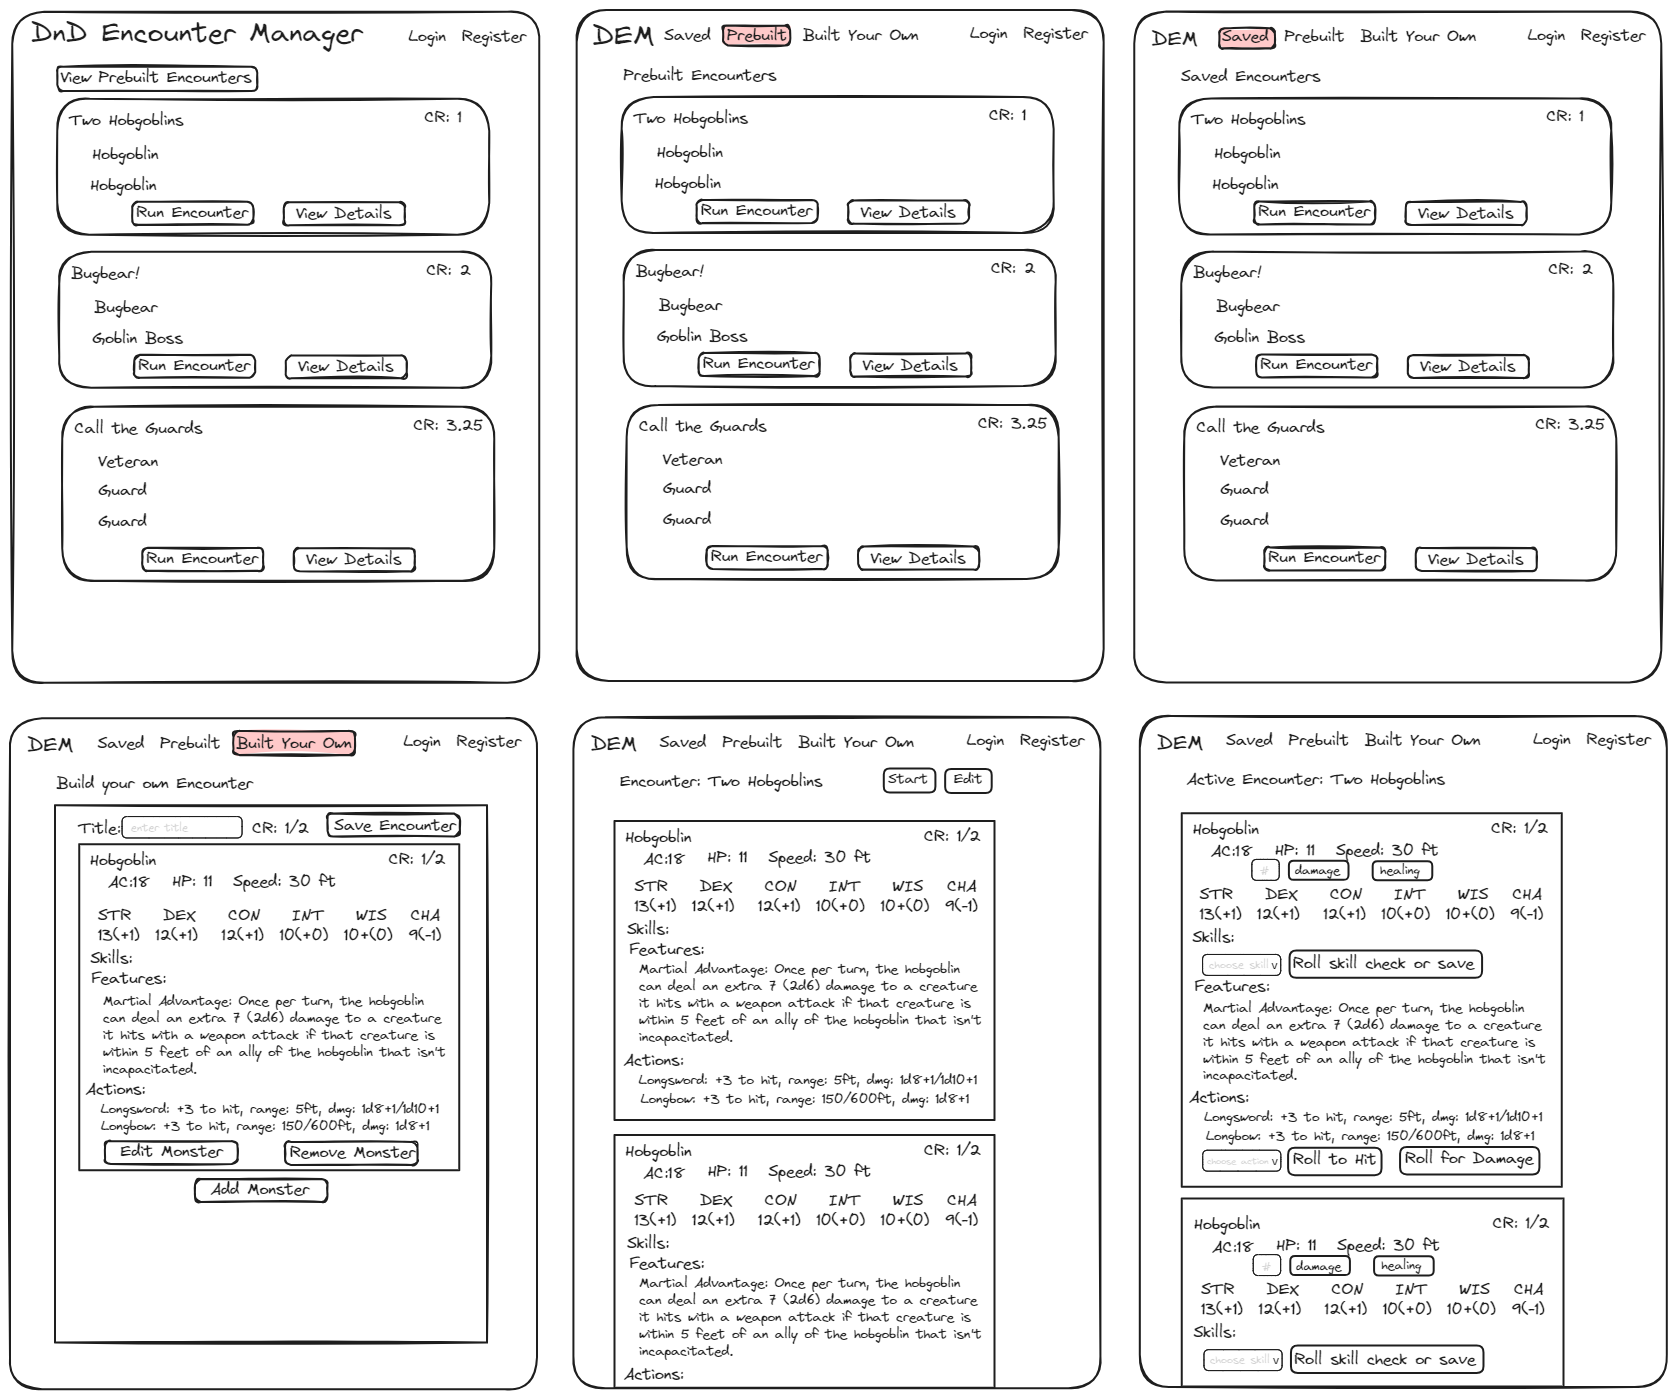 DnD Encounter Manager Login Register
View Prebuilt Encounters
Two Hobgoblins CR: 1
Hobgoblin
Hobgoblin
Run Encounter View Details
Bugbear! CR: 2
Bugbear
Goblin Boss
Run Encounter View Details
Call the Guards CR: 3.25
Veteran
Guard
Guard
Run Encounter View Details
DEM Saved Prebuilt Built Your Own Login Register
Prebuilt Encounters
Two Hobgoblins CR: 1
Hobgoblin
Hobgoblin
Run Encounter View Details
Bugbear! CR: 2
Bugbear
Goblin Boss
Run Encounter View Details
Call the Guards CR: 3.25
Veteran
Guard
Guard
Run Encounter View Details
DEM Saved Prebuilt Built Your Own Login Register
Saved Encounters
Two Hobgoblins CR: 1
Hobgoblin
Hobgoblin
Run Encounter View Details
Bugbear! CR: 2
Bugbear
Goblin Boss
Run Encounter View Details
Call the Guards CR: 3.25
Veteran
Guard
Guard
Run Encounter View Details
DEM Saved Prebuilt Built Your Own Login Register
Build your own Encounter
Title: enter title CR: 1/2 Save Encounter
Hobgoblin CR: 1/2
AC:18 HP: 11 Speed: 30 ft
STR DEX CON INT WIS CHA
13(+1) 12(+1) 12(+1) 10(+0) 10+(0) 9(-1)
Skills:
Features:
Martial Advantage: Once per turn, the hobgoblin
can deal an extra 7 (2d6) damage to a creature
it hits with a weapon attack if that creature is
within 5 feet of an ally of the hobgoblin that isn't
incapacitated.
Actions:
Longsword: +3 to hit, range: 5ft, dmg: 1d8+1/1d10+1
Longbow: +3 to hit, range: 150/600ft, dmg: 1d8+1
Edit Monster Remove Monster
Add Monster
DEM Saved Prebuilt Built Your Own Login Register
Encounter: Two Hobgoblins Start Edit
Hobgoblin CR: 1/2
AC:18 HP: 11 Speed: 30 ft
STR DEX CON INT WIS CHA
13(+1) 12(+1) 12(+1) 10(+0) 10+(0) 9(-1)
Skills:
Features:
Martial Advantage: Once per turn, the hobgoblin
can deal an extra 7 (2d6) damage to a creature
it hits with a weapon attack if that creature is
within 5 feet of an ally of the hobgoblin that isn't
incapacitated.
Actions:
Longsword: +3 to hit, range: 5ft, dmg: 1d8+1/1d10+1
Longbow: +3 to hit, range: 150/600ft, dmg: 1d8+1
Hobgoblin CR: 1/2
AC:18 HP: 11 Speed: 30 ft
STR DEX CON INT WIS CHA
13(+1) 12(+1) 12(+1) 10(+0) 10+(0) 9(-1)
Skills:
Features:
Martial Advantage: Once per turn, the hobgoblin
can deal an extra 7 (2d6) damage to a creature
it hits with a weapon attack if that creature is
within 5 feet of an ally of the hobgoblin that isn't
incapacitated.
Actions:
DEM Saved Prebuilt Built Your Own Login Register
Active Encounter: Two Hobgoblins
Hobgoblin CR: 1/2
AC:18 HP: 11 Speed: 30 ft
# damage healing
STR DEX CON INT WIS CHA
13(+1) 12(+1) 12(+1) 10(+0) 10+(0) 9(-1)
Skills:
choose skill v Roll skill check or save
Features:
Martial Advantage: Once per turn, the hobgoblin
can deal an extra 7 (2d6) damage to a creature
it hits with a weapon attack if that creature is
within 5 feet of an ally of the hobgoblin that isn't
incapacitated.
Actions:
Longsword: +3 to hit, range: 5ft, dmg: 1d8+1/1d10+1
Longbow: +3 to hit, range: 150/600ft, dmg: 1d8+1
choose action v Roll to Hit Roll for Damage
Hobgoblin CR: 1/2
AC:18 HP: 11 Speed: 30 ft
# damage healing
STR DEX CON INT WIS CHA
13(+1) 12(+1) 12(+1) 10(+0) 10+(0) 9(-1)
Skills:
choose skill v Roll skill check or save